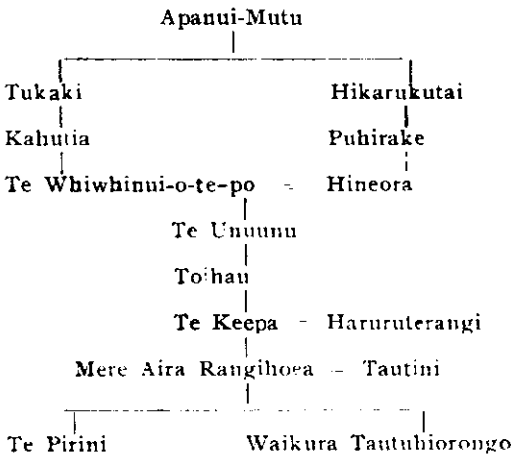 Apanui-Mutu
Tukaki Hikarukutai
Kahutia Puhirake
Te Whiwhinui-o-te-po - Hineora
Te Unuunu
Toihau
Te Keepa - Haruruterangi
Mere Aira Rangihoea - Tautini
Te Pirini Waikura Tautuhiorongo